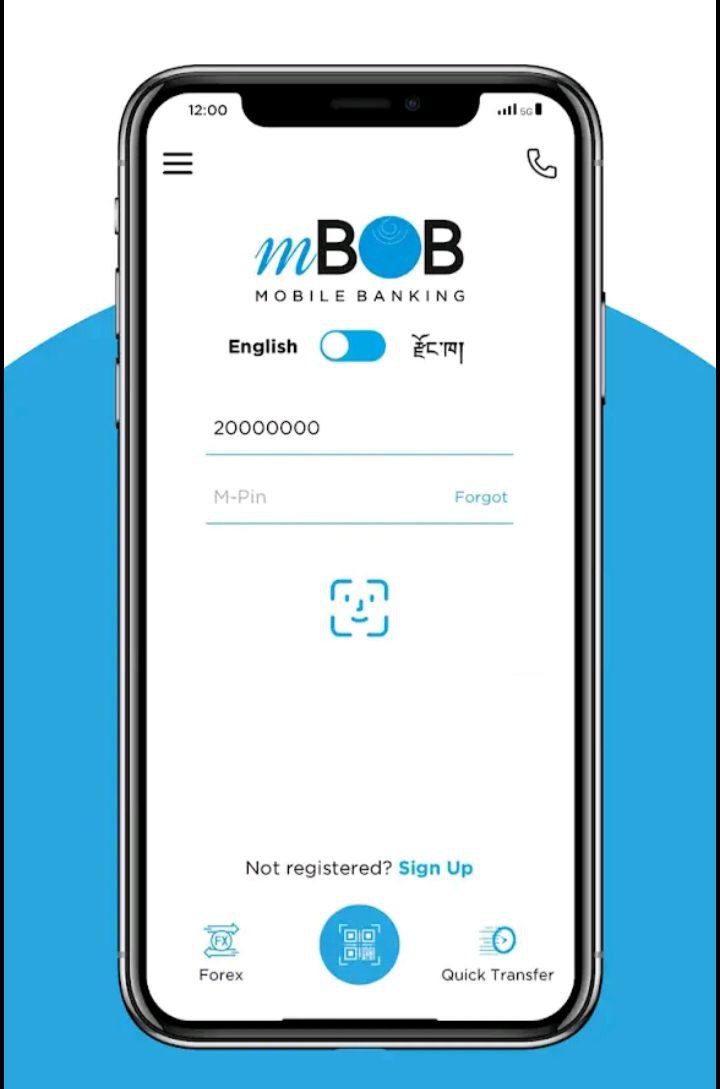 12:00 5G
mBOB
MOBILE BANKING
English རྫོང་ཁ།
20000000
M-Pin Forgot
Not registered? Sign Up
FX
Forex Quick Transfer